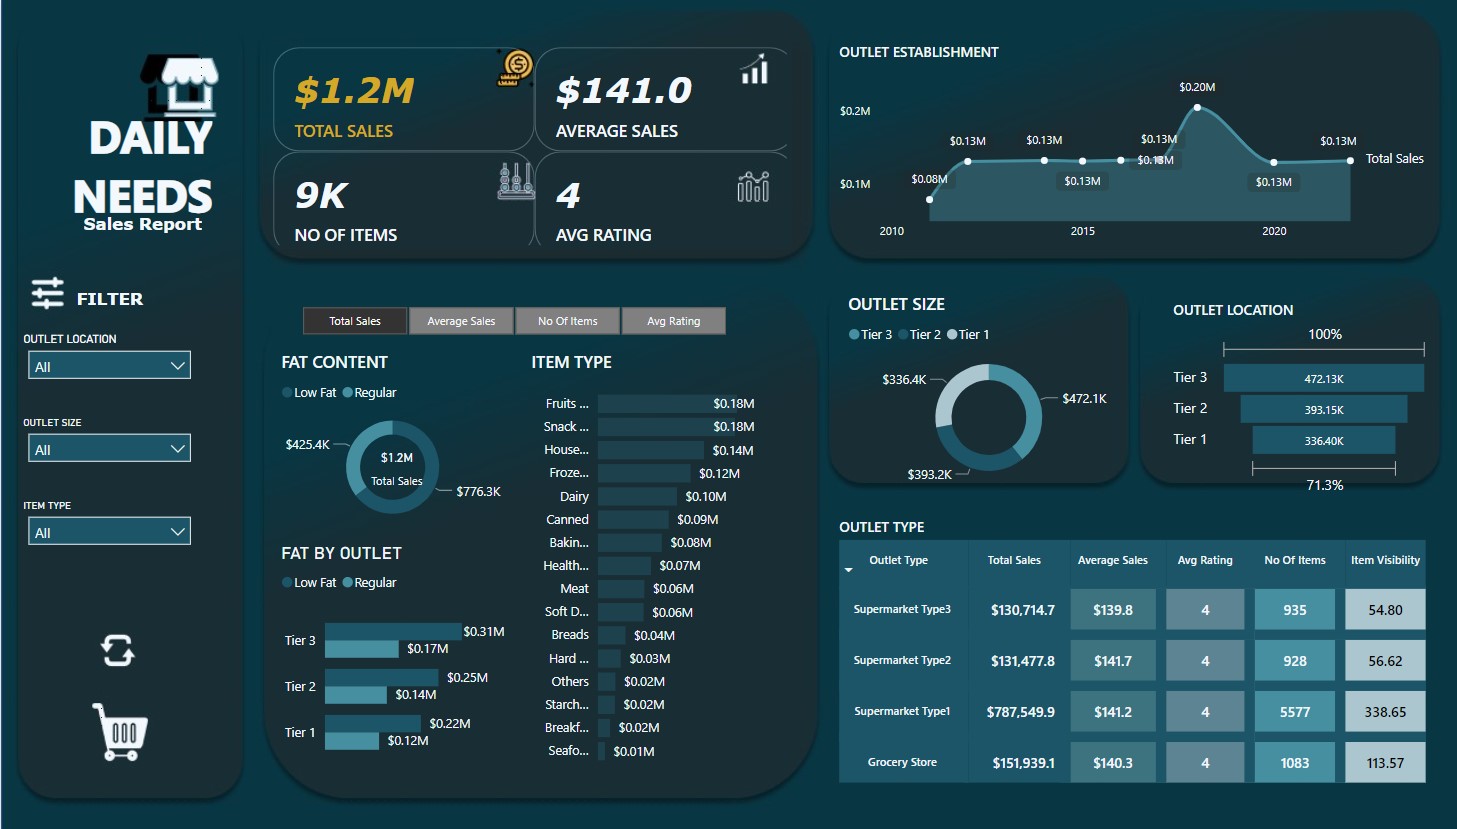 DAILY
NEEDS
Sales Report
FILTER
OUTLET LOCATION
All
OUTLET SIZE
All
ITEM TYPE
All
$1.2M
TOTAL SALES
$141.0
AVERAGE SALES
9K
NO OF ITEMS
4
AVG RATING
OUTLET ESTABLISHMENT
$0.20M
$0.2M
$0.13M $0.13M $0.13M $0.13M
$0.13M
Total Sales
$0.1M
$0.08M $0.13M $0.13M
2010 2015 2020
Total Sales Average Sales No Of Items Avg Rating
FAT CONTENT
Low Fat Regular
$425.4K
$1.2M
Total Sales
$776.3K
FAT BY OUTLET
Low Fat Regular
Tier 3 $0.31M
$0.17M
Tier 2 $0.25M
$0.14M
Tier 1 $0.22M
$0.12M
ITEM TYPE
Fruits ... $0.18M
Snack ... $0.18M
House... $0.14M
Froze... $0.12M
Dairy $0.10M
Canned $0.09M
Bakin... $0.08M
Health... $0.07M
Meat $0.06M
Soft D... $0.06M
Breads $0.04M
Hard ... $0.03M
Others $0.02M
Starch... $0.02M
Breakf... $0.02M
Seafo... $0.01M
OUTLET SIZE
Tier 3 Tier 2 Tier 1
$336.4K
$472.1K
$393.2K
OUTLET LOCATION
100%
Tier 3 472.13K
Tier 2 393.15K
Tier 1 336.40K
71.3%
OUTLET TYPE
Outlet Type Total Sales Average Sales Avg Rating No Of Items Item Visibility
Supermarket Type3 $130,714.7 $139.8 4 935 54.80
Supermarket Type2 $131,477.8 $141.7 4 928 56.62
Supermarket Type1 $787,549.9 $141.2 4 5577 338.65
Grocery Store $151,939.1 $140.3 4 1083 113.57